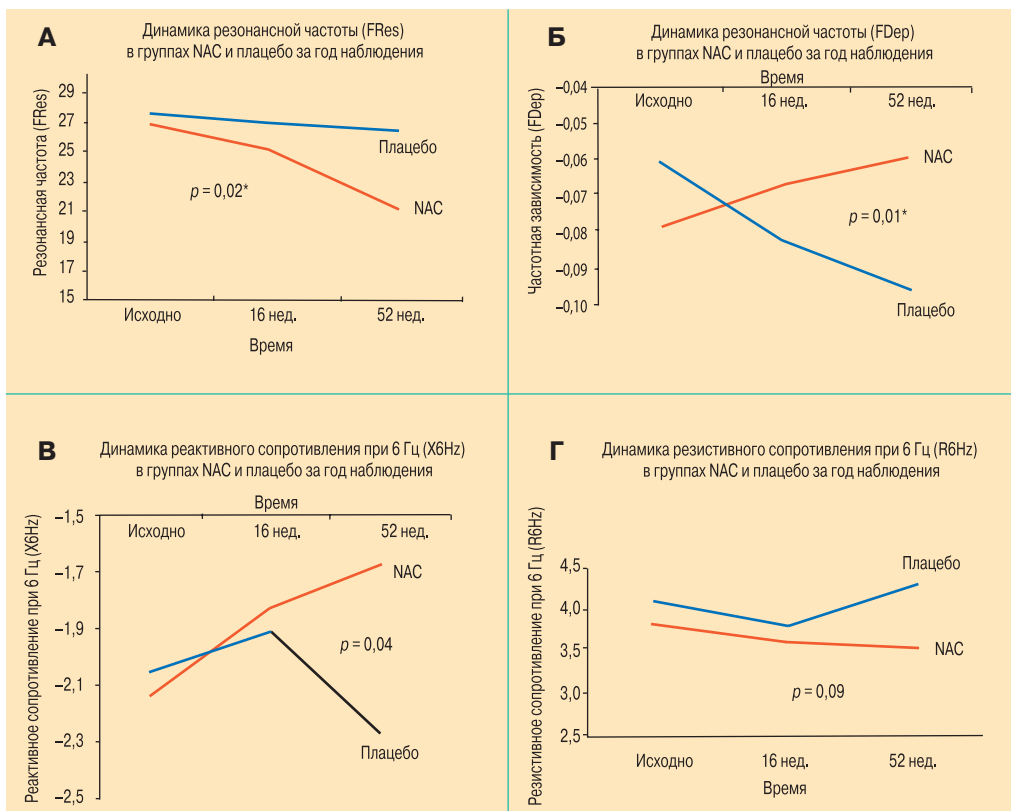 А
Динамика резонансной частоты (FRes)
в группах NAC и плацебо за год наблюдения
Резонансная частота (FRes)
29
27
25
23
21
19
17
15
Плацебо
p = 0,02*
NAC
Исходно
16 нед.
52 нед.
Время
Б
Динамика резонансной частоты (FDep)
в группах NAC и плацебо за год наблюдения
Время
Исходно
16 нед.
52 нед.
Частотная зависимость (FDep)
–0,04
–0,05
–0,06
–0,07
–0,08
–0,09
–0,10
NAC
p = 0,01*
Плацебо
В
Динамика реактивного сопротивления при 6 Гц (X6Hz)
в группах NAC и плацебо за год наблюдения
Время
Исходно
16 нед.
52 нед.
Реактивное сопротивление при 6 Гц (X6Hz)
–1,5
–1,7
–1,9
–2,1
–2,3
–2,5
NAC
p = 0,04
Плацебо
Г
Динамика резистивного сопротивления при 6 Гц (R6Hz)
в группах NAC и плацебо за год наблюдения
Резистивное сопротивление при 6 Гц (R6Hz)
4,5
4,0
3,5
3,0
2,5
Плацебо
NAC
p = 0,09
Исходно
16 нед.
52 нед.
Время